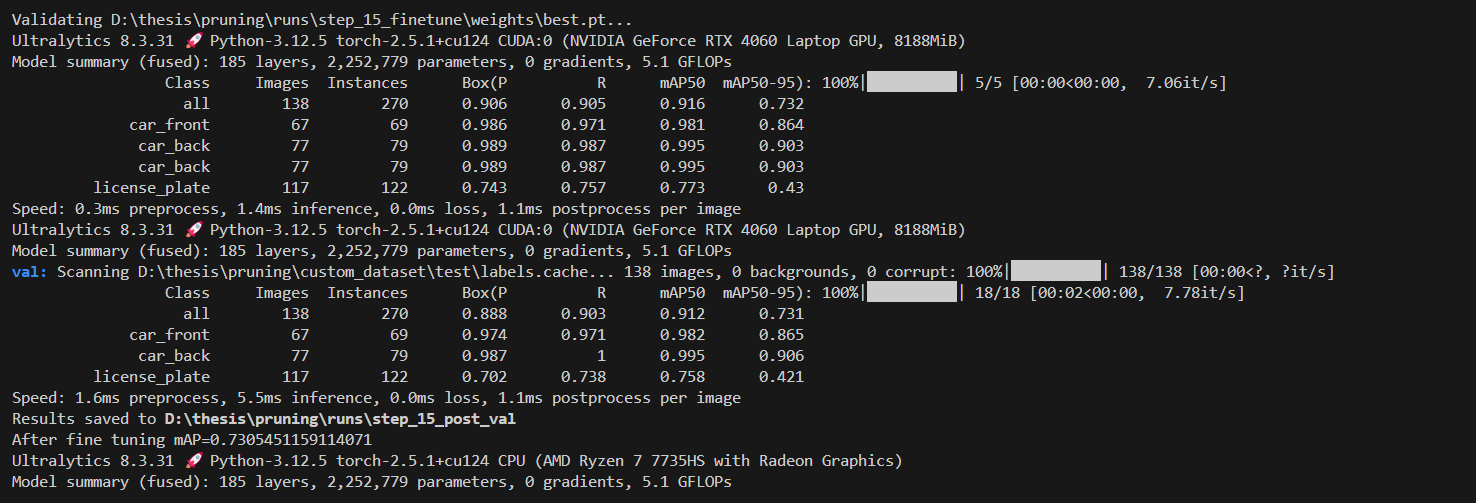 Validating D:\thesis\pruning\runs\step_15_finetune\weights\best.pt...
Ultralytics 8.3.31 🚀 Python-3.12.5 torch-2.5.1+cu124 CUDA:0 (NVIDIA GeForce RTX 4060 Laptop GPU, 8188MiB)
Model summary (fused): 185 layers, 2,252,779 parameters, 0 gradients, 5.1 GFLOPs
Class Images Instances Box(P R mAP50 mAP50-95): 100%|██████████| 5/5 [00:00<00:00, 7.06it/s]
all 138 270 0.906 0.905 0.916 0.732
car_front 67 69 0.986 0.971 0.981 0.864
car_back 77 79 0.989 0.987 0.995 0.903
car_back 77 79 0.989 0.987 0.995 0.903
license_plate 117 122 0.743 0.757 0.773 0.43
Speed: 0.3ms preprocess, 1.4ms inference, 0.0ms loss, 1.1ms postprocess per image
Ultralytics 8.3.31 🚀 Python-3.12.5 torch-2.5.1+cu124 CUDA:0 (NVIDIA GeForce RTX 4060 Laptop GPU, 8188MiB)
Model summary (fused): 185 layers, 2,252,779 parameters, 0 gradients, 5.1 GFLOPs
val: Scanning D:\thesis\pruning\custom_dataset\test\labels.cache... 138 images, 0 backgrounds, 0 corrupt: 100%|██████████| 138/138 [00:00<?, ?it/s]
Class Images Instances Box(P R mAP50 mAP50-95): 100%|██████████| 18/18 [00:02<00:00, 7.78it/s]
all 138 270 0.888 0.903 0.912 0.731
car_front 67 69 0.974 0.971 0.982 0.865
car_back 77 79 0.987 1 0.995 0.906
license_plate 117 122 0.702 0.738 0.758 0.421
Speed: 1.6ms preprocess, 5.5ms inference, 0.0ms loss, 1.1ms postprocess per image
Results saved to D:\thesis\pruning\runs\step_15_post_val
After fine tuning mAP=0.7305451159114071
Ultralytics 8.3.31 🚀 Python-3.12.5 torch-2.5.1+cu124 CPU (AMD Ryzen 7 7735HS with Radeon Graphics)
Model summary (fused): 185 layers, 2,252,779 parameters, 0 gradients, 5.1 GFLOPs